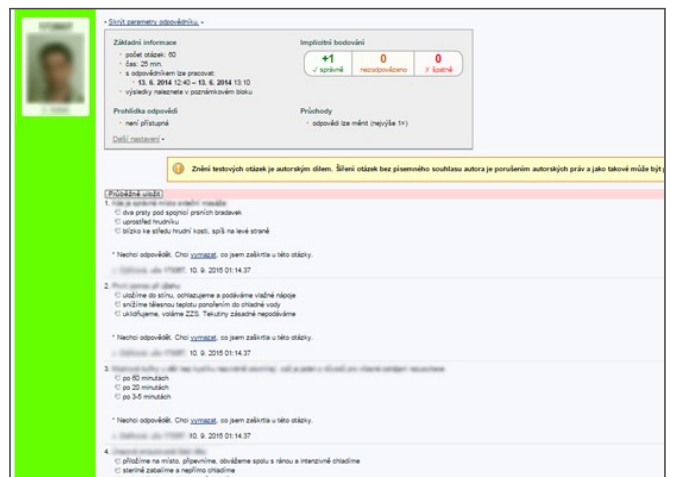 - Skrýt parametry odpovědníku. -
Základní informace
počet otázek: 60
čas: 25 min.
s odpovědníkem lze pracovat:
13. 6. 2014 12:40 – 13. 6. 2014 13:10
výsledky naleznete v poznámkovém bloku
Implicitní bodování
+1
✓ správně
0
nezodpovězeno
0
✗ špatně
Prohlídka odpovědí
není přístupná
Průchody
odpovědi lze měnit (nejvýše 1×)
Další nastavení -
Znění testových otázek je autorským dílem. Šíření otázek bez písemného souhlasu autora je porušením autorských práv a jako takové může být
Průběžně uložit
1.
dva prsty pod spojnicí prsních bradavek
uprostřed hrudníku
blízko ke středu hrudní kosti, spíš na levé straně
* Nechci odpovědět. Chci vymazat, co jsem zaškrtla u této otázky.
10. 9. 2015 01:14.37
2.
uložíme do stínu, ochlazujeme a podáváme vlažné nápoje
snížíme tělesnou teplotu ponořením do chladné vody
uklidňujeme, voláme ZZS. Tekutiny zásadně nepodáváme
* Nechci odpovědět. Chci vymazat, co jsem zaškrtla u této otázky.
10. 9. 2015 01:14.37
3.
po 60 minutách
po 20 minutách
po 3-5 minutách
* Nechci odpovědět. Chci vymazat, co jsem zaškrtla u této otázky.
10. 9. 2015 01:14.37
4.
přiložíme na místo, připevníme, obvážeme spolu s ránou a intenzivně chladíme
sterilně zabalíme a nepřímo chladíme